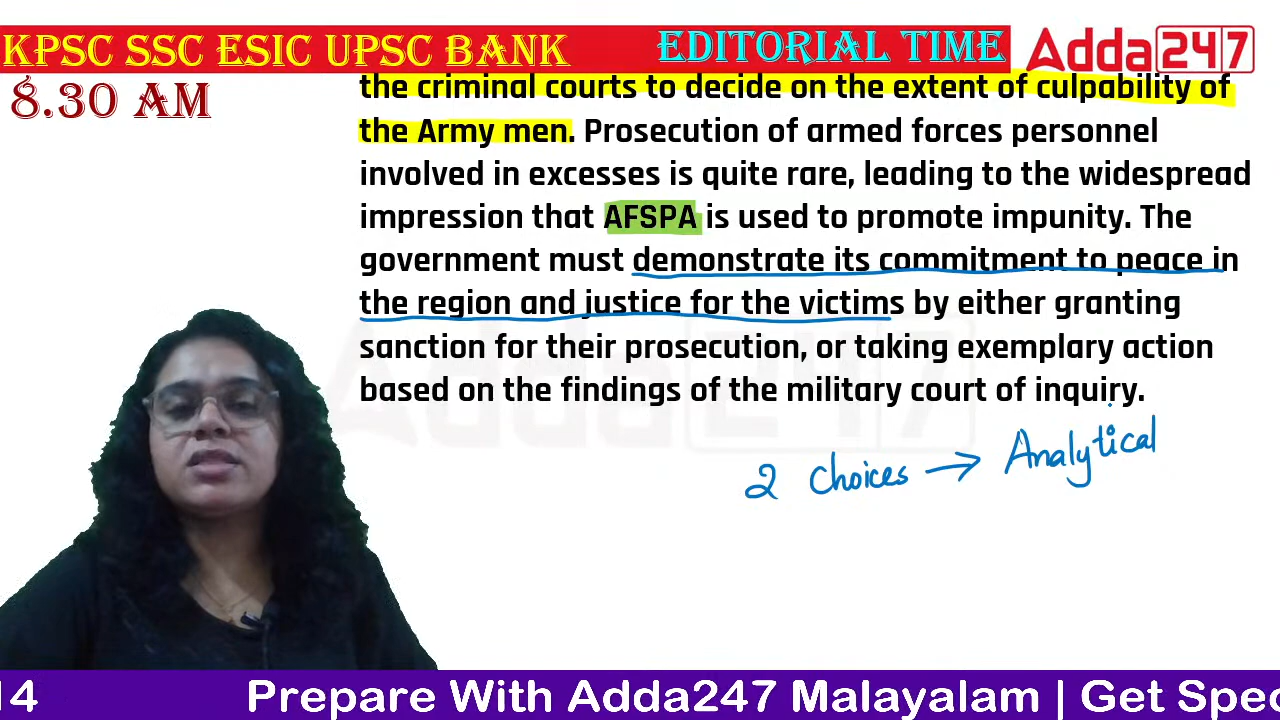 KPSC SSC ESIC UPSC BANK
EDITORIAL TIME
Adda247
8.30 AM
the criminal courts to decide on the extent of culpability of
the Army men. Prosecution of armed forces personnel
involved in excesses is quite rare, leading to the widespread
impression that AFSPA is used to promote impunity. The
government must demonstrate its commitment to peace in
the region and justice for the victims by either granting
sanction for their prosecution, or taking exemplary action
based on the findings of the military court of inquiry.
Adda247
2 choices → Analytical
14 Prepare With Adda247 Malayalam | Get Spec